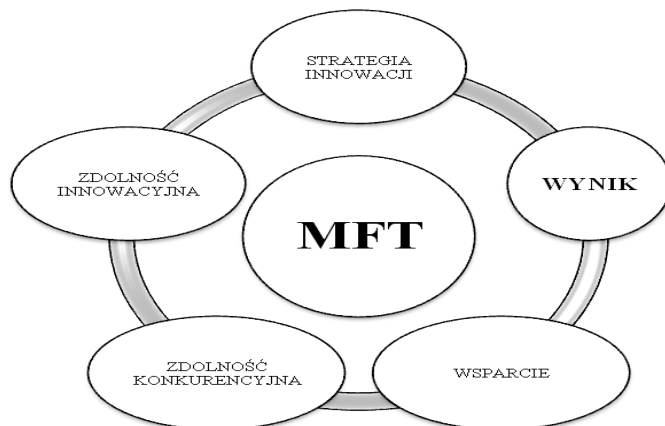 STRATEGIA
INNOWACJI
ZDOLNOŚĆ
INNOWACYJNA
WYNIK
MFT
ZDOLNOŚĆ
KONKURENCYJNA
WSPARCIE